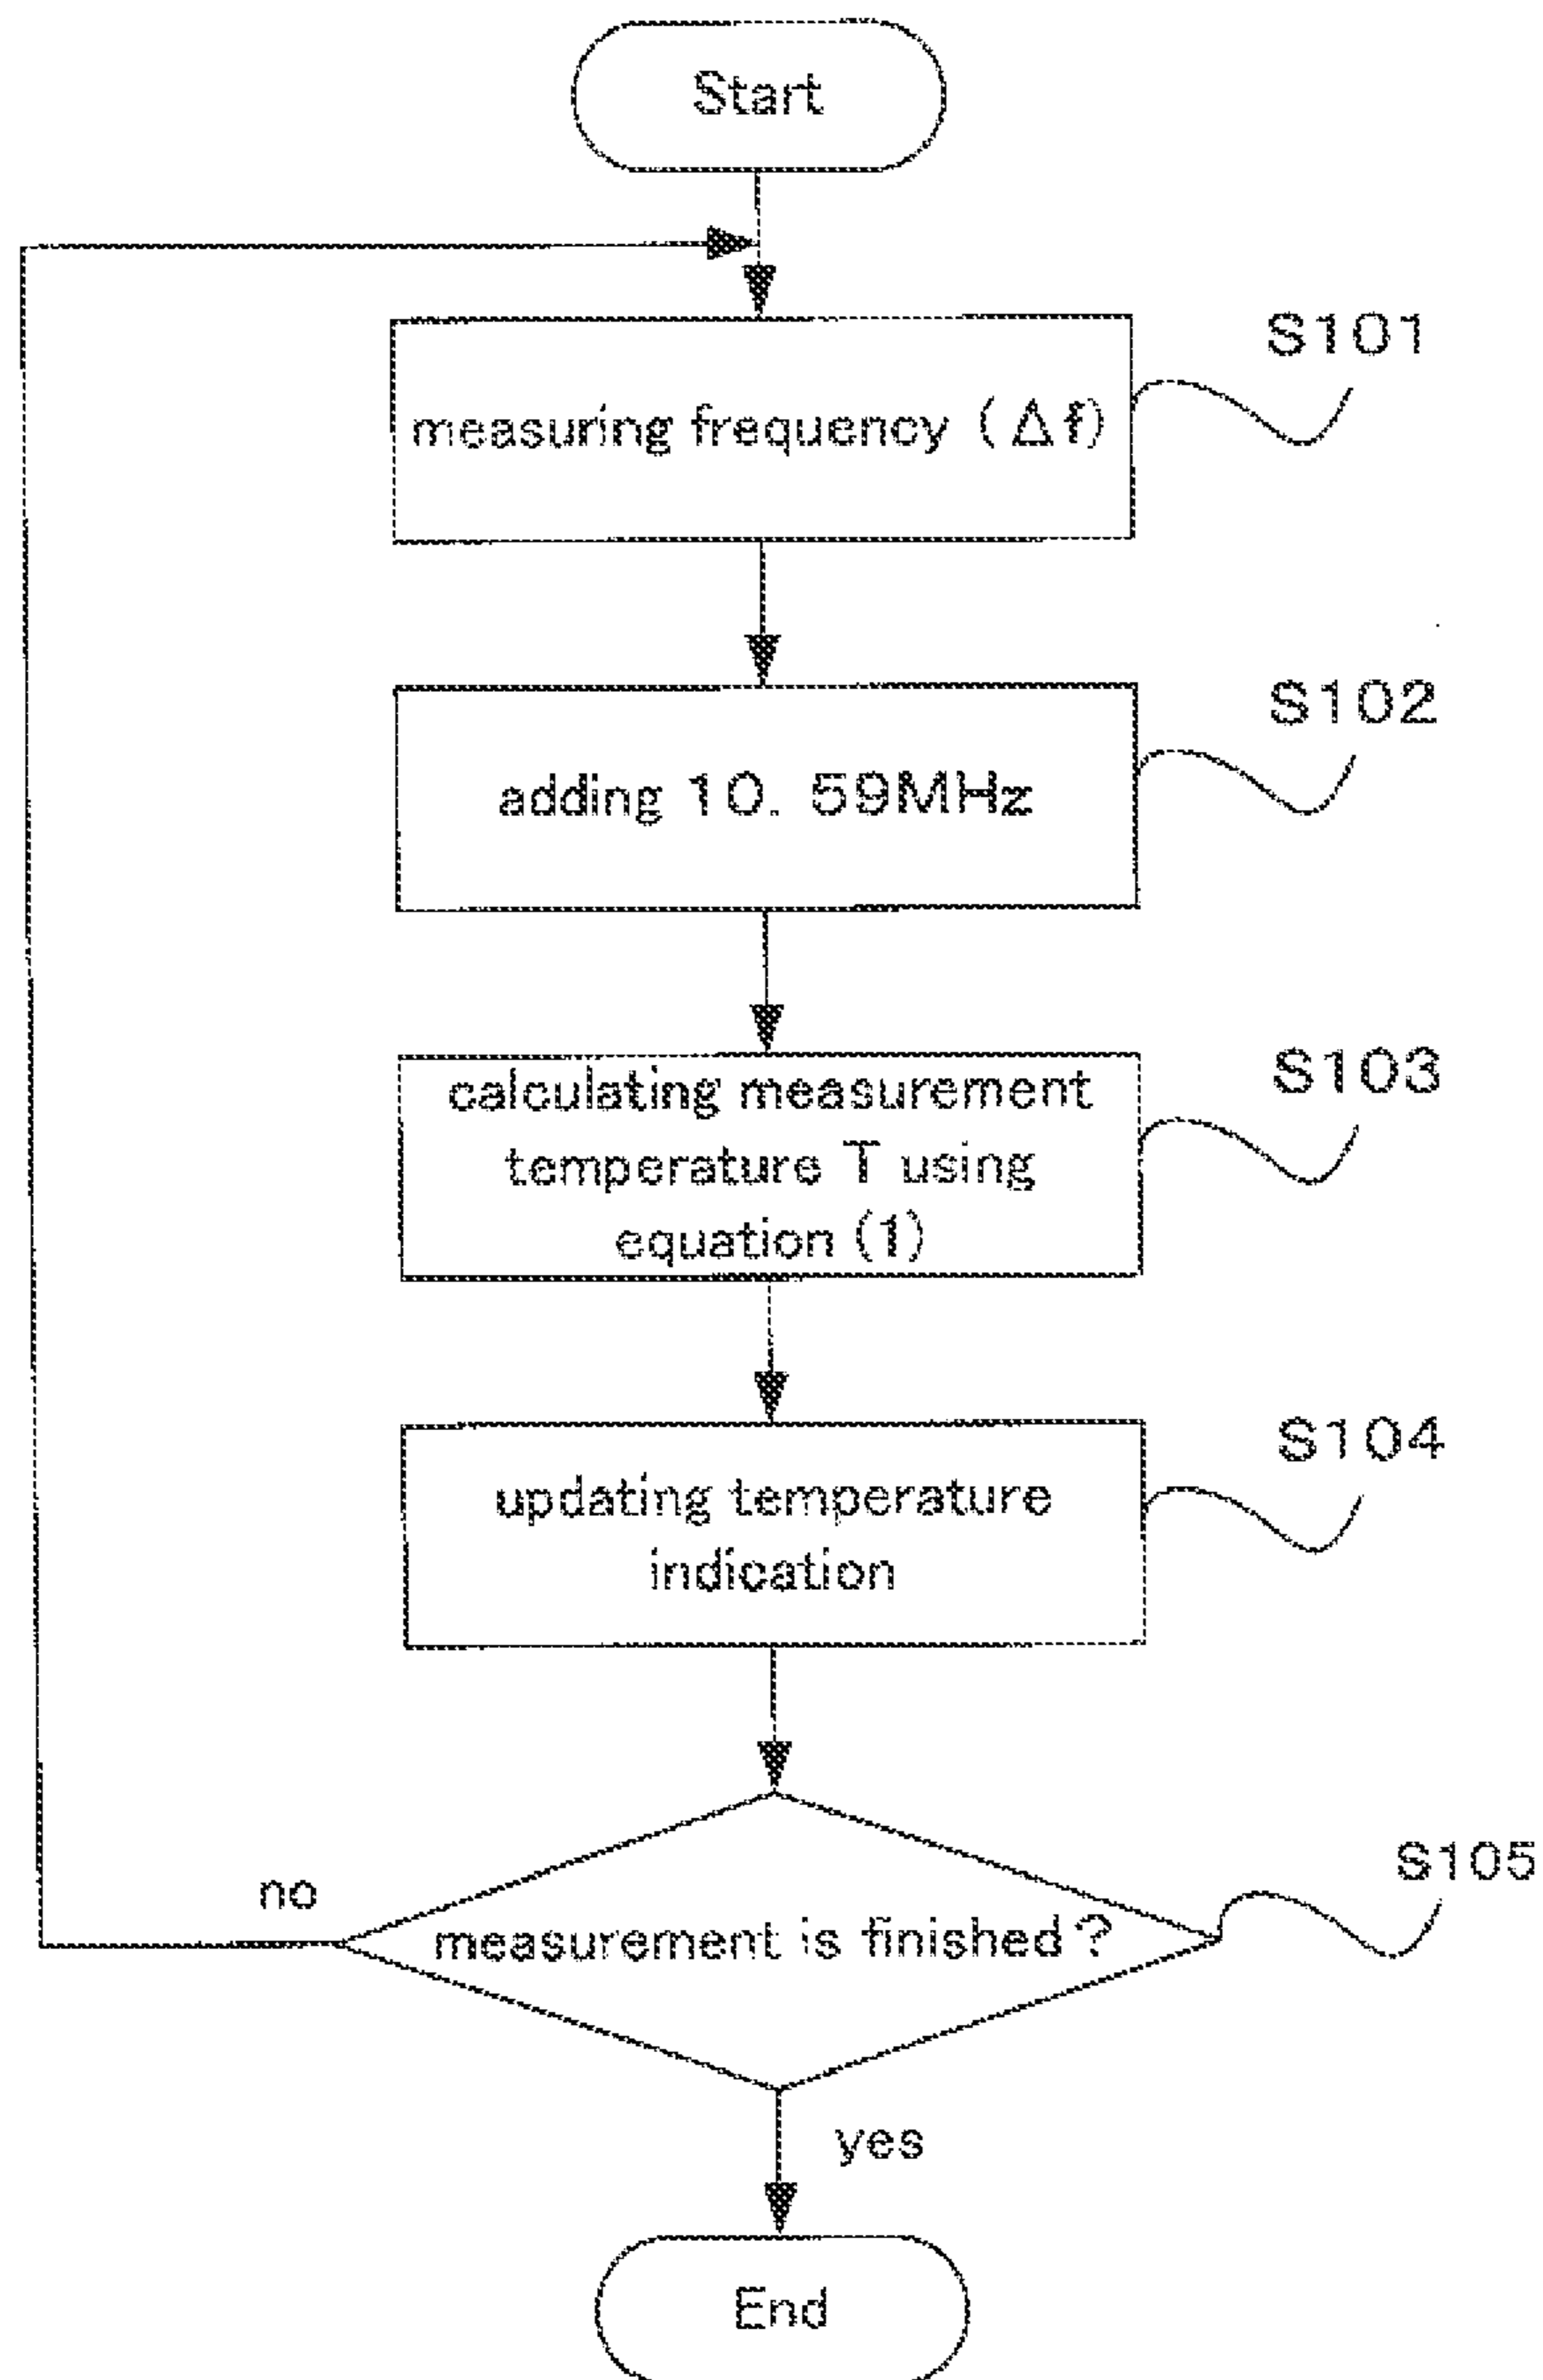 Start
S101
measuring frequency (Δf)
S102
adding 10. 59MHz
S103
calculating measurement
temperature T using
equation (1)
S104
updating temperature
indication
S105
no
measurement is finished?
yes
End